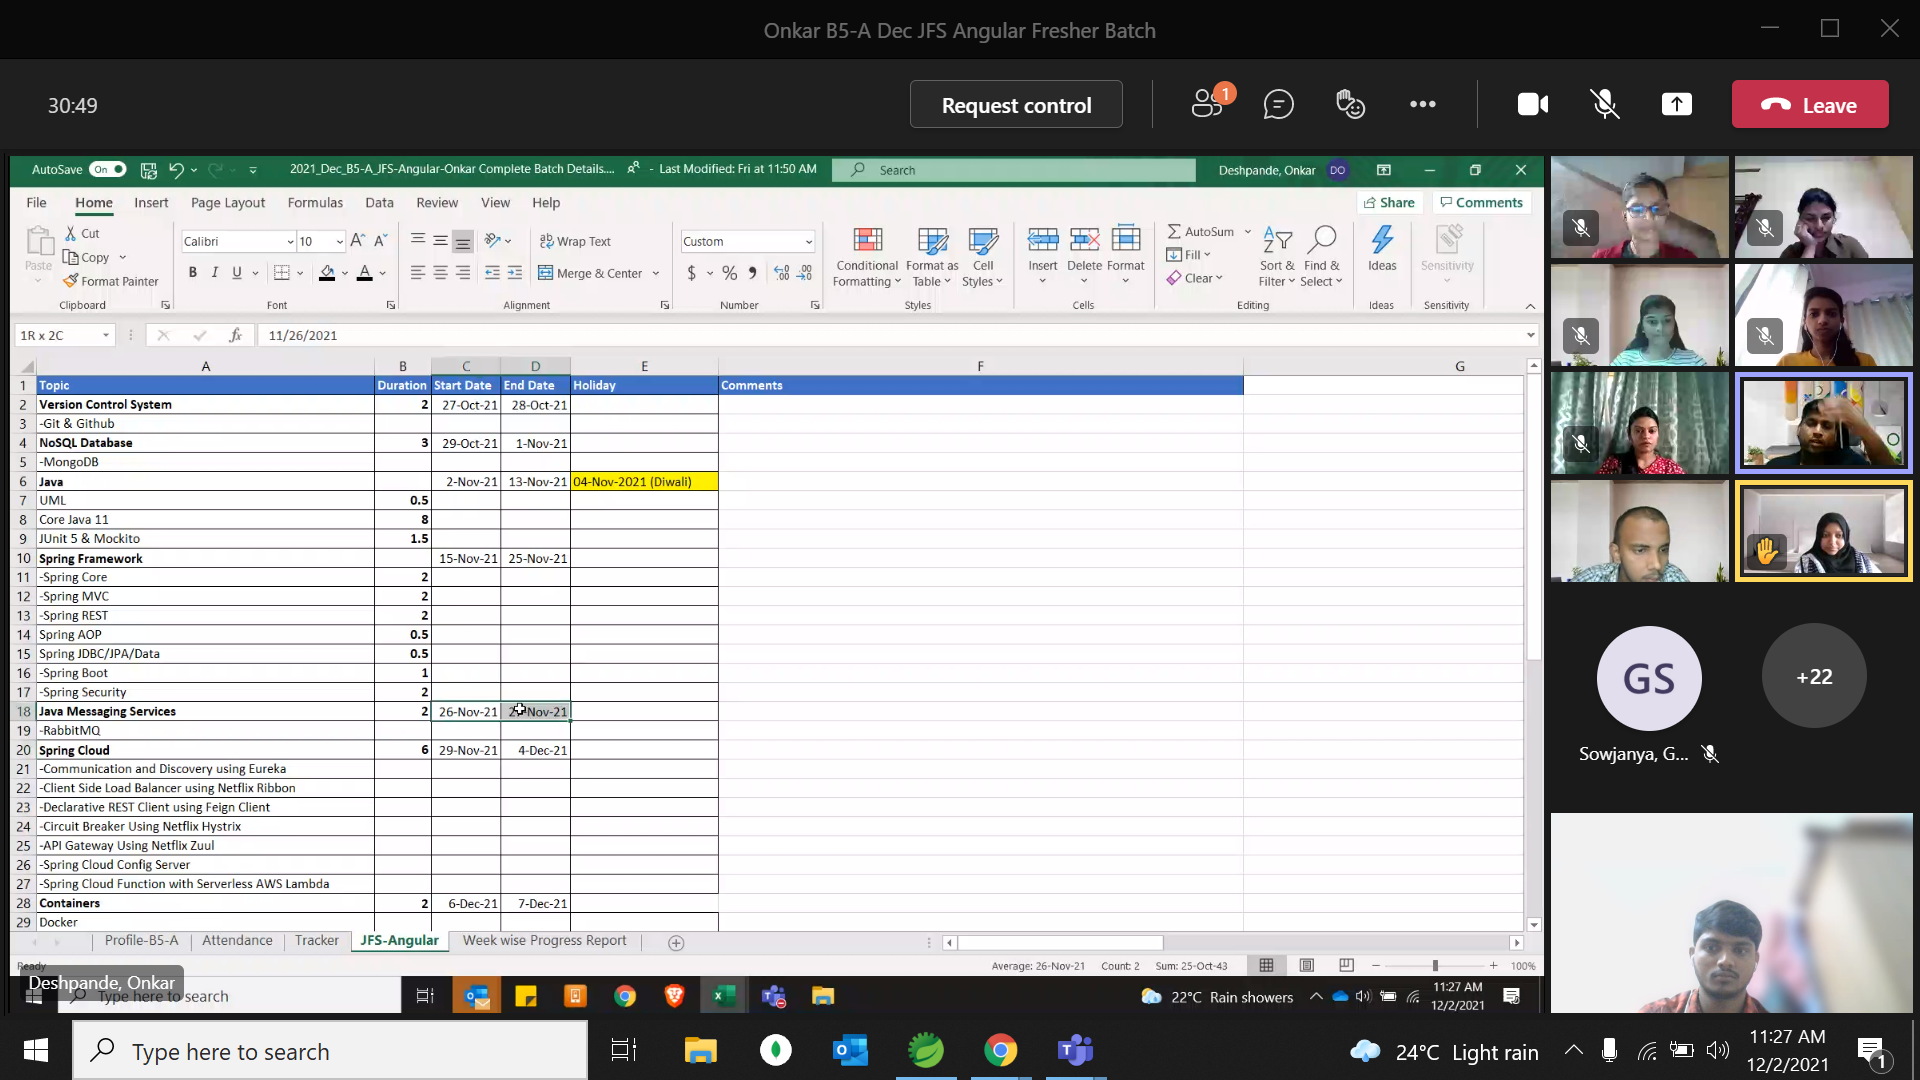 Onkar B5-A Dec JFS Angular Fresher Batch
30:49
Request control
1
Leave
AutoSave On
2021_Dec_B5-A_JFS-Angular-Onkar Complete Batch Details.... - Last Modified: Fri at 11:50 AM
Search
Deshpande, Onkar DO
File Home Insert Page Layout Formulas Data Review View Help
Share Comments
Paste
Cut
Copy
Format Painter
Clipboard
Calibri 10
B I U
Font
Wrap Text
Merge & Center
Alignment
Custom
$ % 
Number
Conditional Formatting
Format as Table
Cell Styles
Styles
Insert Delete Format
Cells
AutoSum
Fill
Clear
Sort & Filter
Find & Select
Editing
Ideas
Ideas
Sensitivity
Sensitivity
1R x 2C fx 11/26/2021
A B C D E F G
1 Topic Duration Start Date End Date Holiday Comments
2 Version Control System 2 27-Oct-21 28-Oct-21
3 -Git & Github
4 NoSQL Database 3 29-Oct-21 1-Nov-21
5 -MongoDB
6 Java 2-Nov-21 13-Nov-21 04-Nov-2021 (Diwali)
7 UML 0.5
8 Core Java 11 8
9 JUnit 5 & Mockito 1.5
10 Spring Framework 15-Nov-21 25-Nov-21
11 -Spring Core 2
12 -Spring MVC 2
13 -Spring REST 2
14 Spring AOP 0.5
15 Spring JDBC/JPA/Data 0.5
16 -Spring Boot 1
17 -Spring Security 2
18 Java Messaging Services 2 26-Nov-21
19 -RabbitMQ
20 Spring Cloud 6 29-Nov-21 4-Dec-21
21 -Communication and Discovery using Eureka
22 -Client Side Load Balancer using Netflix Ribbon
23 -Declarative REST Client using Feign Client
24 -Circuit Breaker Using Netflix Hystrix
25 -API Gateway Using Netflix Zuul
26 -Spring Cloud Config Server
27 -Spring Cloud Function with Serverless AWS Lambda
28 Containers 2 6-Dec-21 7-Dec-21
29 Docker
Profile-B5-A Attendance Tracker JFS-Angular Week wise Progress Report
Ready
Average: 26-Nov-21 Count: 2 Sum: 25-Oct-43 100%
Deshpande, Onkar
Type here to search
22°C Rain showers
11:27 AM
12/2/2021
GS
+22
Sowjanya, G...
Type here to search
24°C Light rain
11:27 AM
12/2/2021
1